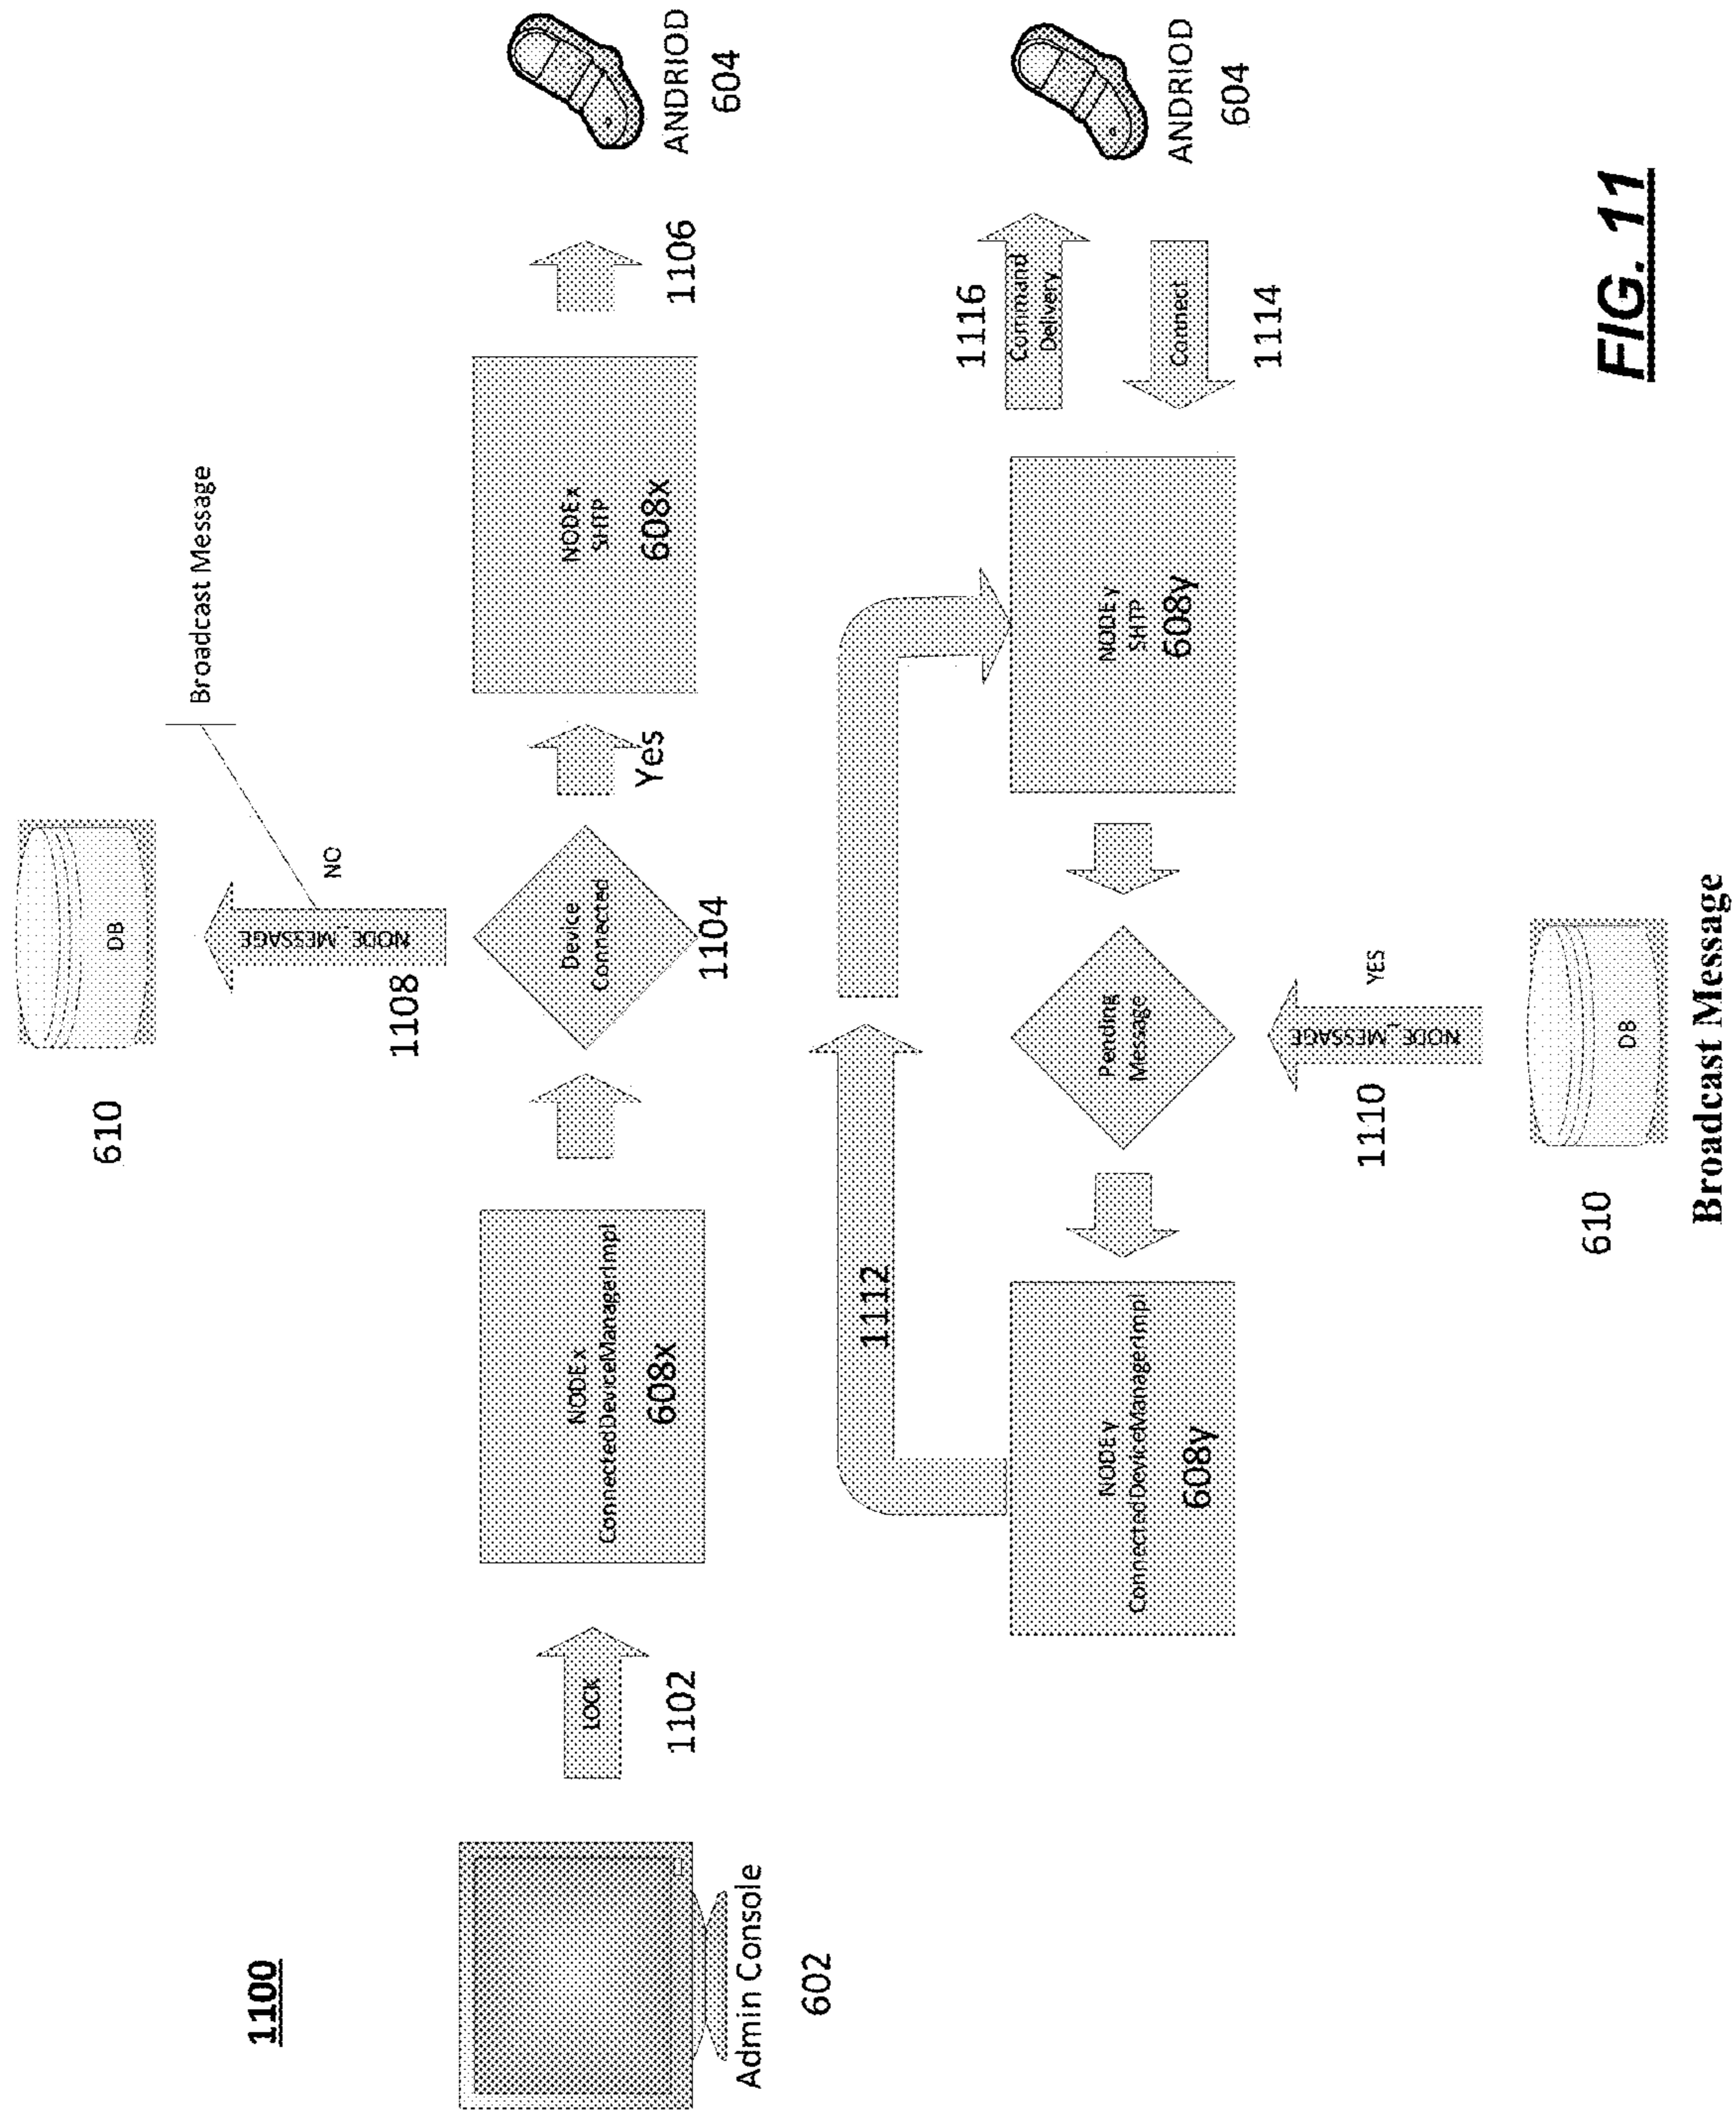 1100
610
DB
Broadcast Message
NO
NODE_MESSAGE
1108
Admin Console
602
LOCK
1102
NODEx
ConnectedDeviceManagerImpl
608x
Device
Connected
1104
Yes
NODEx
SHTP
608x
1106
ANDRIOD
604
1112
NODEy
ConnectedDeviceManagerImpl
608y
Pending
Message
NODEy
SHTP
608y
1116
Command
Delivery
Connect
1114
ANDRIOD
604
1110
NODE_MESSAGE
YES
610
DB
Broadcast Message
FIG. 11